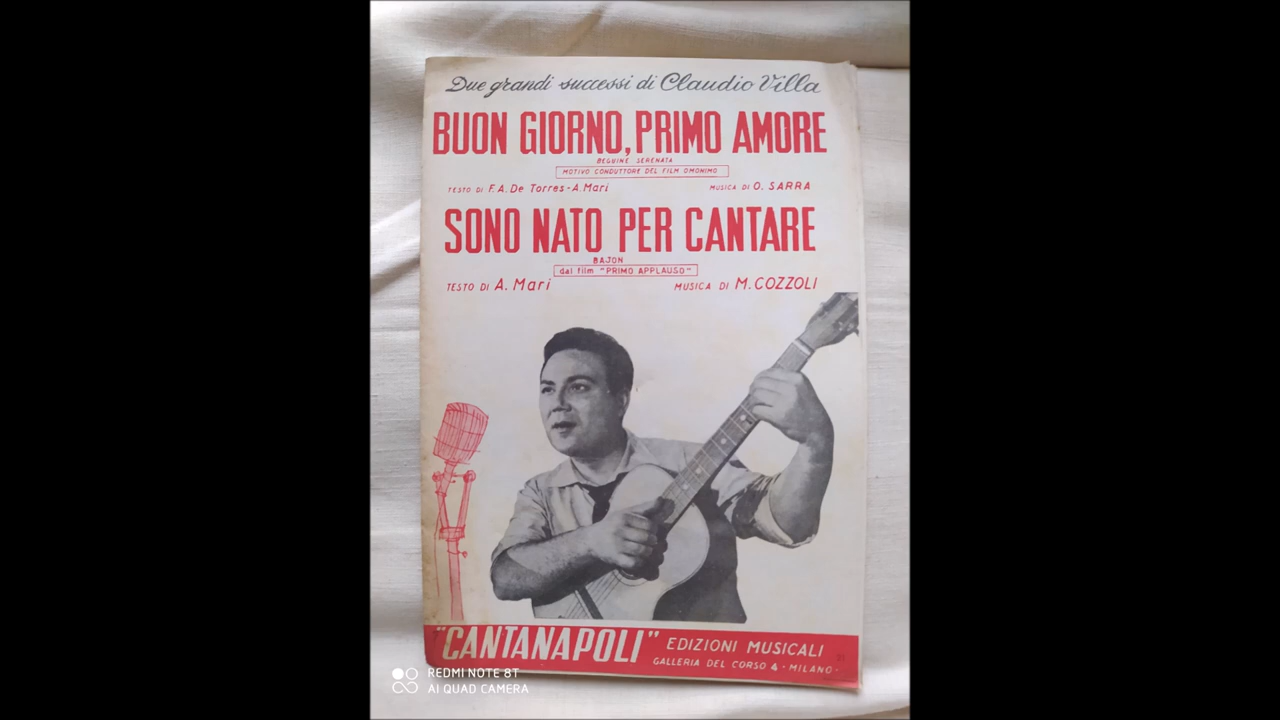 Due grandi successi di Claudio Villa
BUON GIORNO, PRIMO AMORE
BEGUINE SERENATA
MOTIVO CONDUTTORE DEL FILM OMONIMO
TESTO DI F. A. De Torres - A. Mari MUSICA DI O. SARRA
SONO NATO PER CANTARE
BAJON
dal film "PRIMO APPLAUSO"
TESTO DI A. Mari MUSICA DI M. COZZOLI
"CANTANAPOLI" EDIZIONI MUSICALI
GALLERIA DEL CORSO 4 - MILANO -
REDMI NOTE 8T
AI QUAD CAMERA